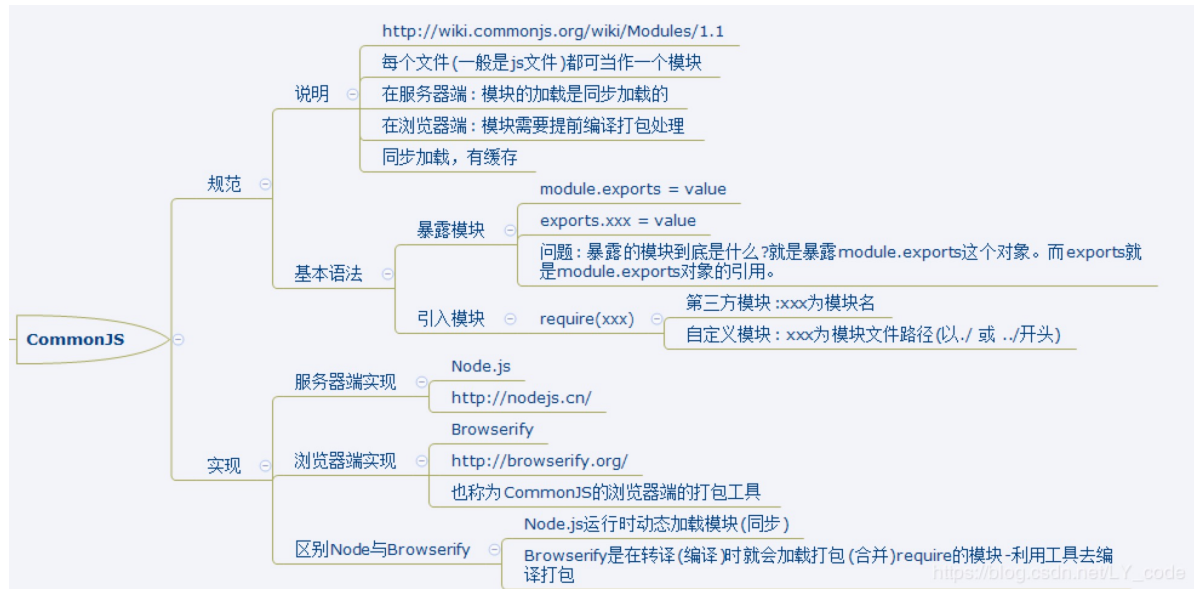 CommonJS
规范
说明
http://wiki.commonjs.org/wiki/Modules/1.1
每个文件(一般是js文件)都可当作一个模块
在服务器端:模块的加载是同步加载的
在浏览器端:模块需要提前编译打包处理
同步加载，有缓存
基本语法
暴露模块
module.exports = value
exports.xxx = value
问题:暴露的模块到底是什么?就是暴露module.exports这个对象。而exports就
是module.exports对象的引用。
引入模块
require(xxx)
第三方模块:xxx为模块名
自定义模块:xxx为模块文件路径(以./ 或 ../开头)
实现
服务器端实现
Node.js
http://nodejs.cn/
浏览器端实现
Browserify
http://browserify.org/
也称为CommonJS的浏览器端的打包工具
区别Node与Browserify
Node.js运行时动态加载模块(同步)
Browserify是在转译(编译)时就会加载打包(合并)require的模块-利用工具去编
译打包
https://blog.csdn.net/LY_code